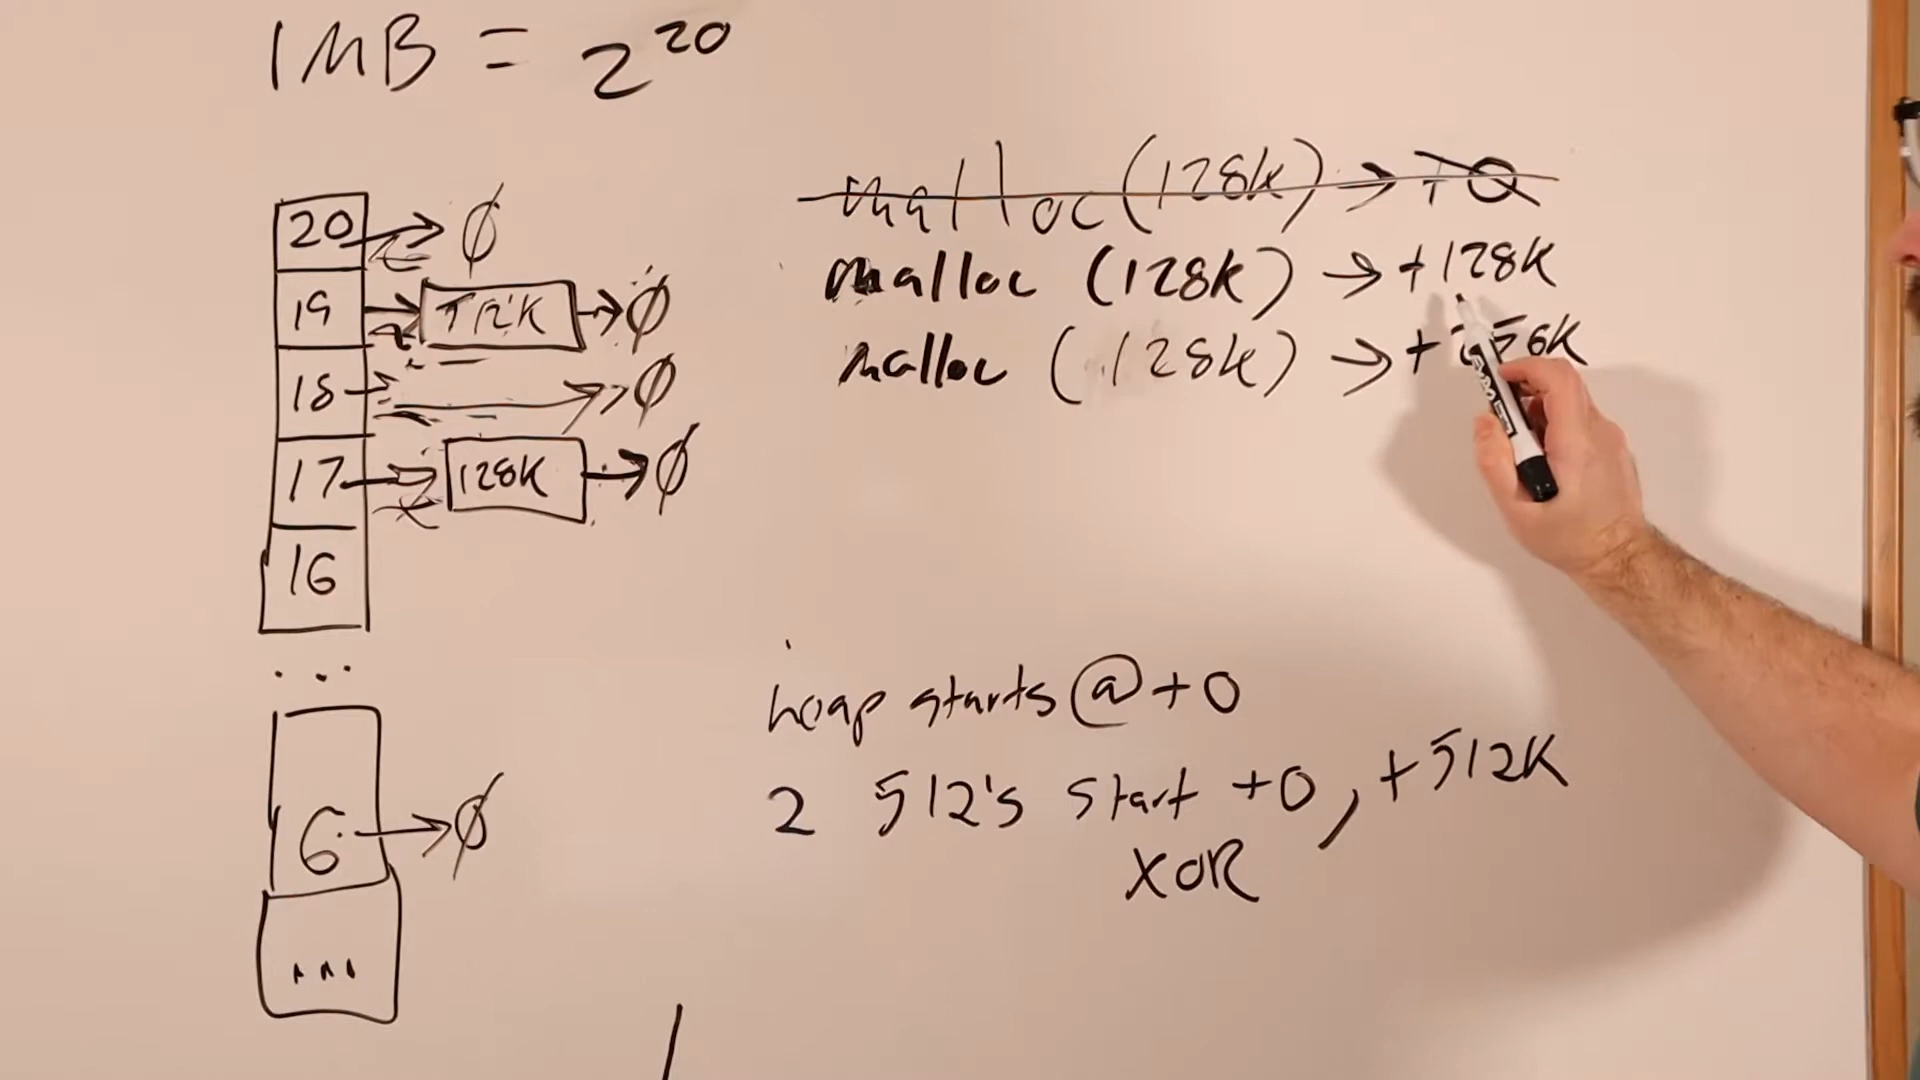 1MB = 2^20
malloc (128k) → +0
malloc (128k) → +128k
malloc (128k) → +256k
20 → ∅
19 → 512k → ∅
18 → ∅
17 → 128k → ∅
16
...
6 → ∅
...
heap starts @ +0
2 512's start +0, +512k
XOR